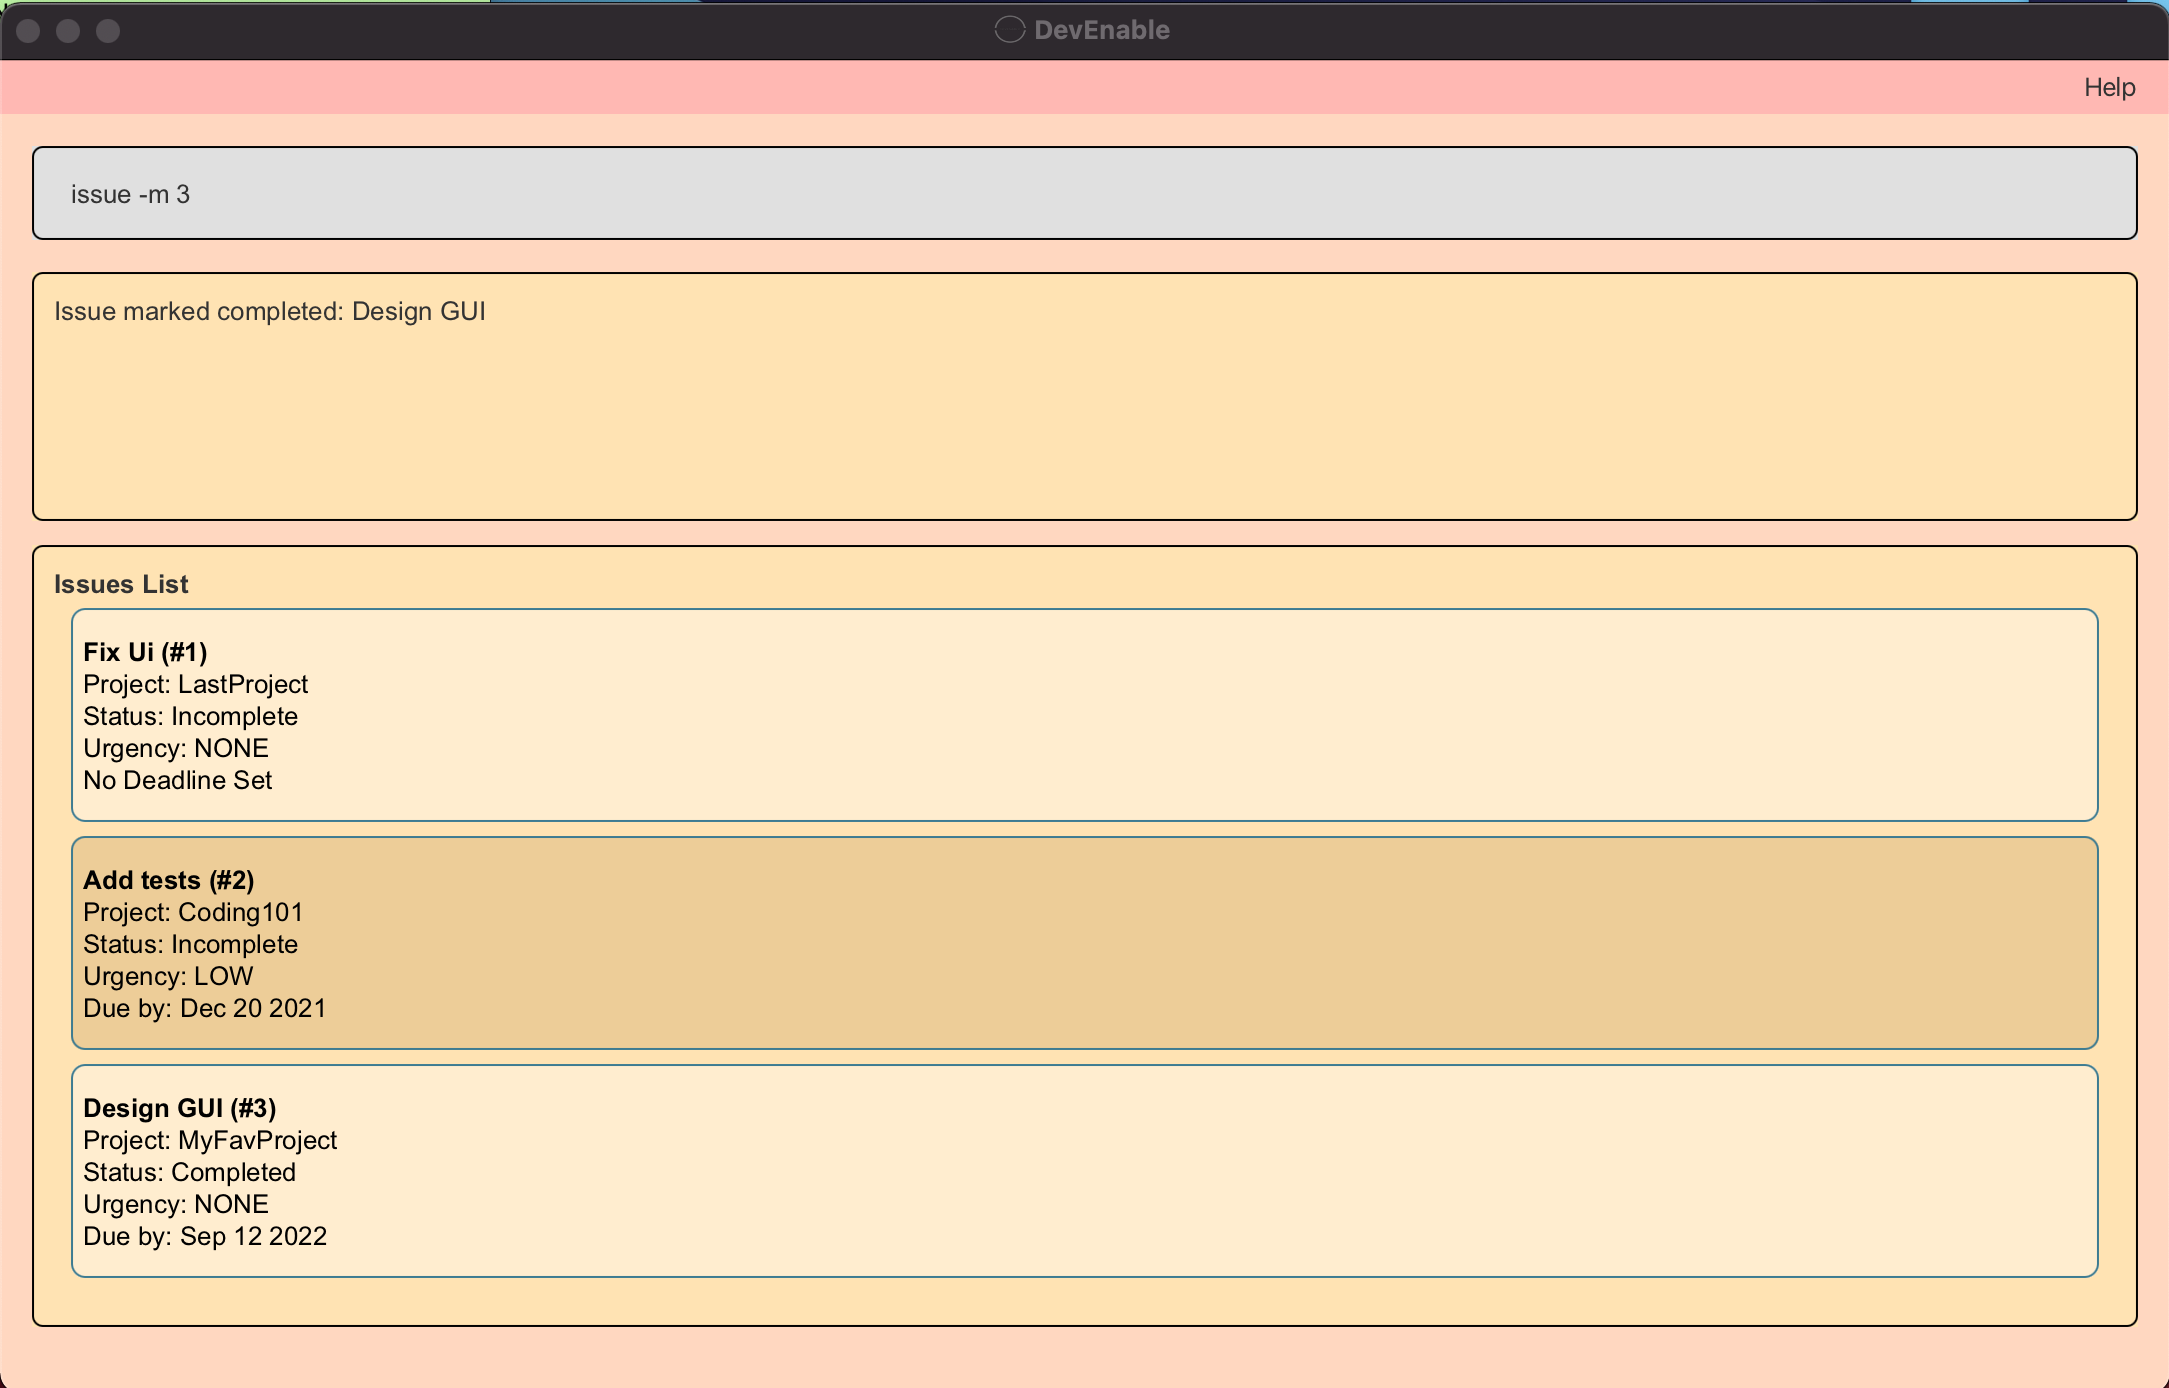 DevEnable
Help
issue -m 3
Issue marked completed: Design GUI
Issues List
Fix Ui (#1)
Project: LastProject
Status: Incomplete
Urgency: NONE
No Deadline Set
Add tests (#2)
Project: Coding101
Status: Incomplete
Urgency: LOW
Due by: Dec 20 2021
Design GUI (#3)
Project: MyFavProject
Status: Completed
Urgency: NONE
Due by: Sep 12 2022